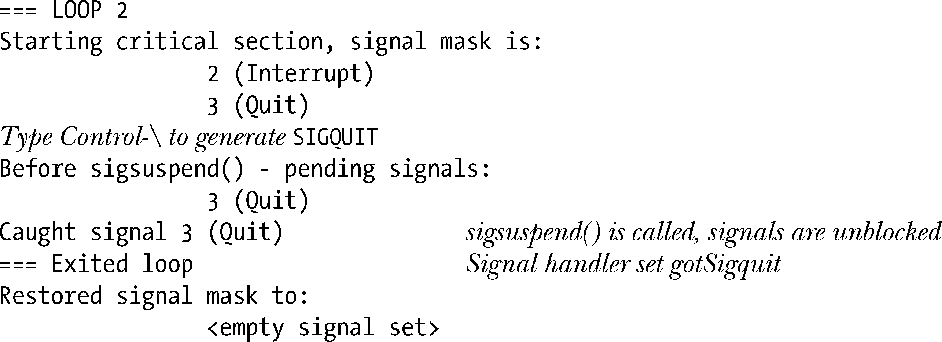 === LOOP 2
Starting critical section, signal mask is:
2 (Interrupt)
3 (Quit)
Type Control-\ to generate SIGQUIT
Before sigsuspend() - pending signals:
3 (Quit)
Caught signal 3 (Quit) sigsuspend() is called, signals are unblocked
=== Exited loop Signal handler set gotSigquit
Restored signal mask to:
<empty signal set>